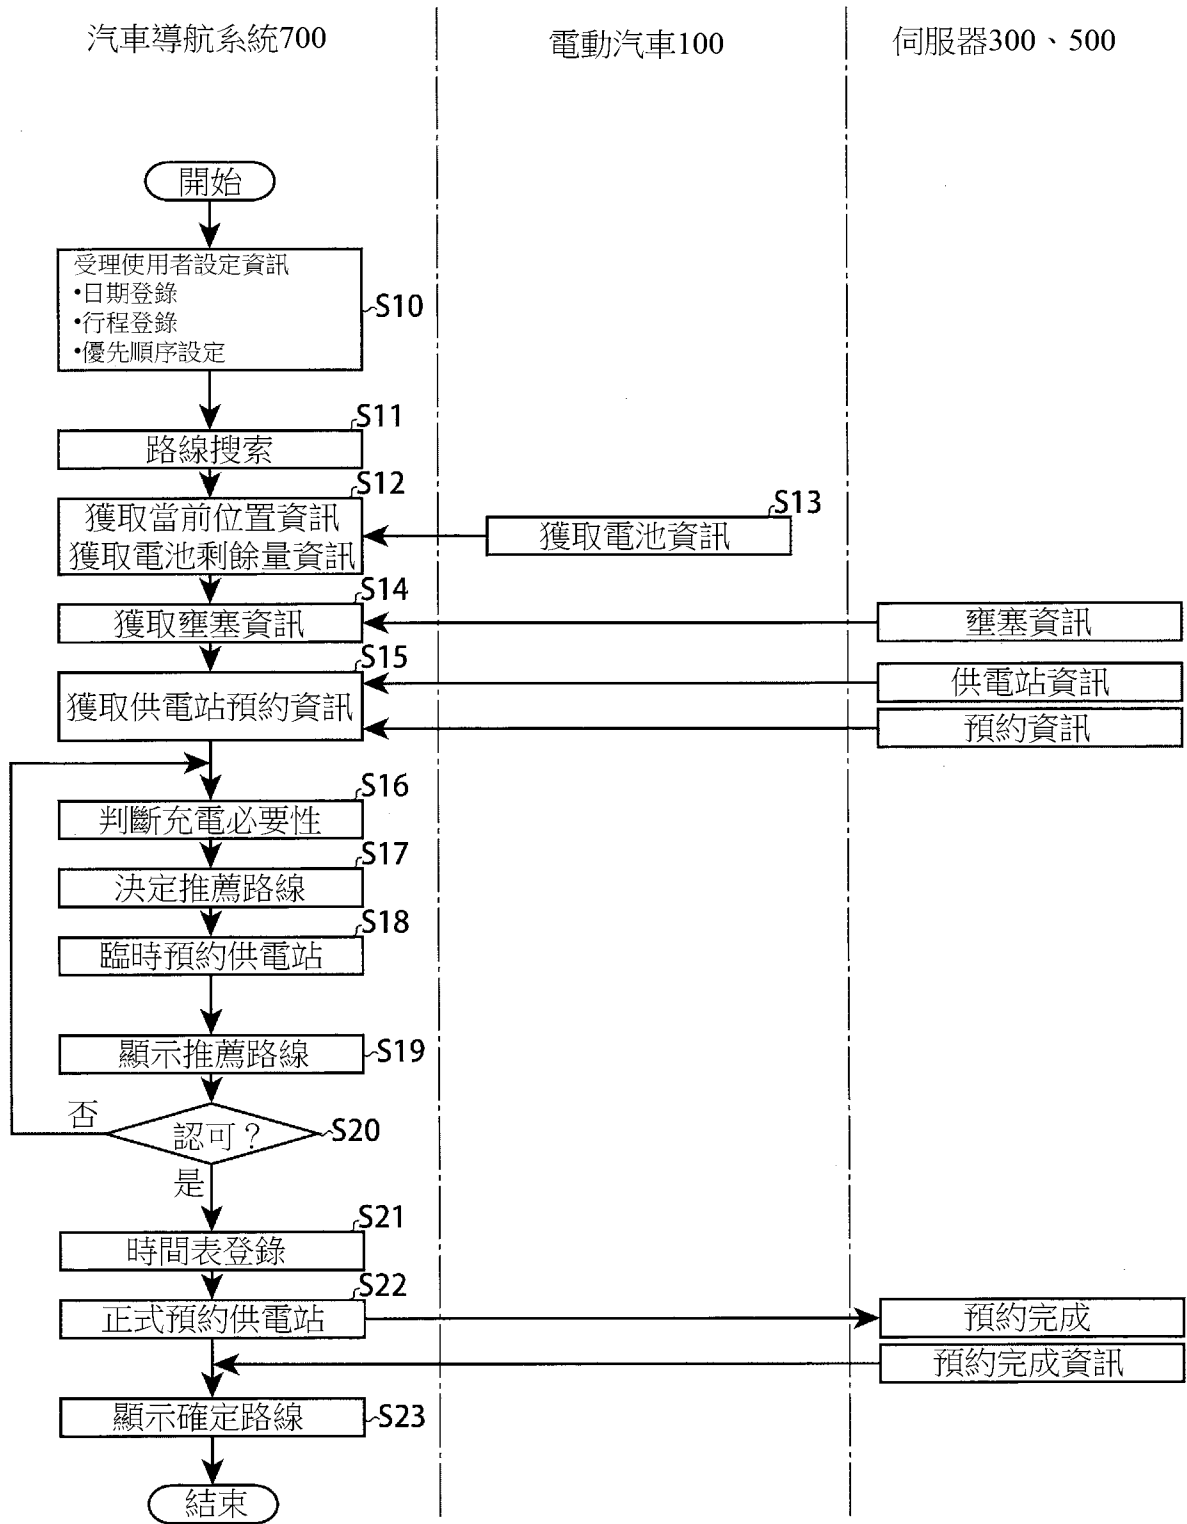 汽車導航系統700
電動汽車100
伺服器300、500
開始
受理使用者設定資訊
•日期登錄
•行程登錄
•優先順序設定
S10
S11
路線搜索
S12
獲取當前位置資訊
獲取電池剩餘量資訊
S13
獲取電池資訊
S14
獲取壅塞資訊
壅塞資訊
S15
獲取供電站預約資訊
供電站資訊
預約資訊
S16
判斷充電必要性
S17
決定推薦路線
S18
臨時預約供電站
顯示推薦路線
S19
否
認可？
S20
是
S21
時間表登錄
S22
正式預約供電站
預約完成
預約完成資訊
顯示確定路線
S23
結束